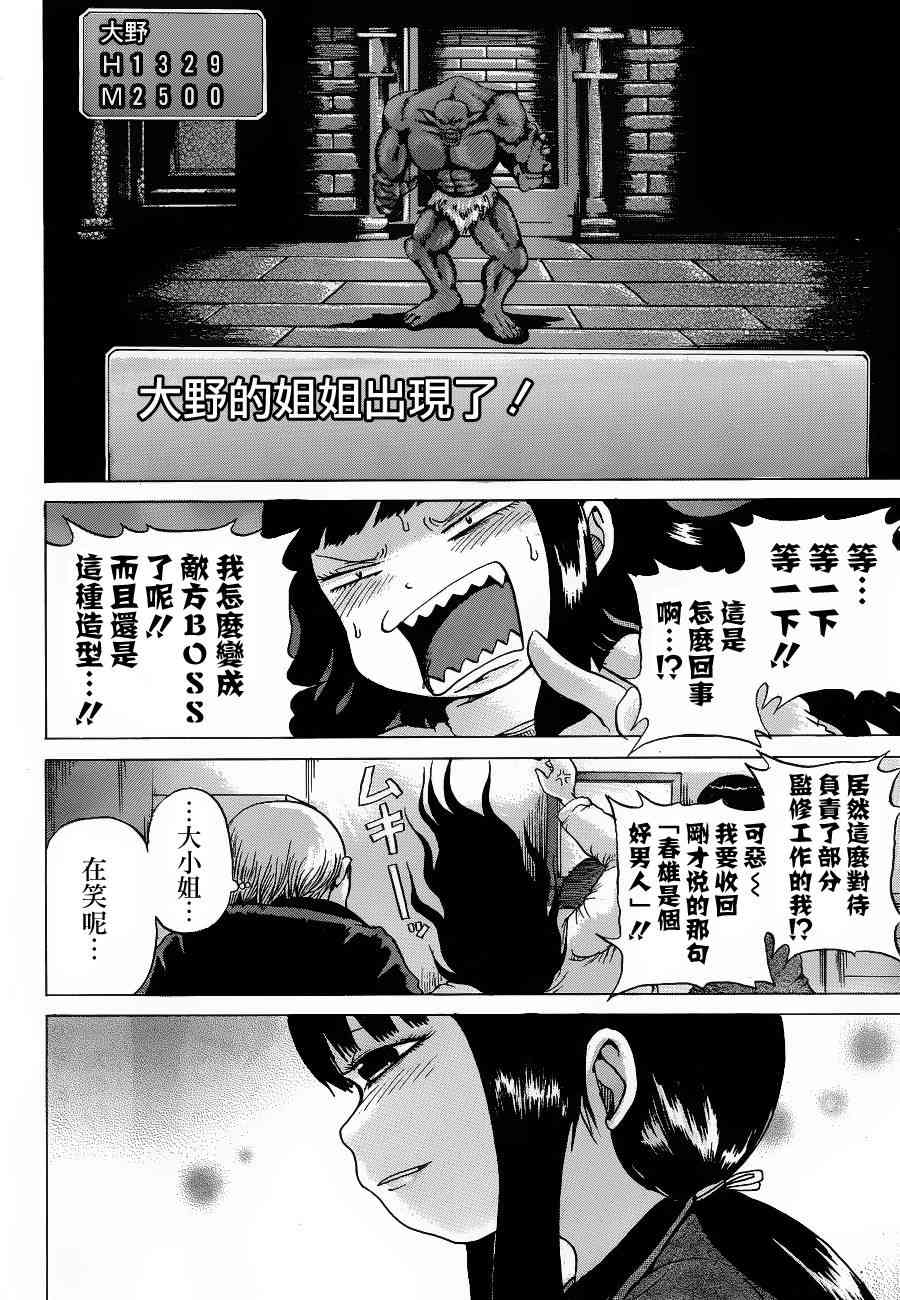 大野
H1329
M2500
大野的姐姐出現了！
等…
等一下
等一下!!
這是
怎麼回事
啊…!?
我怎麼變成
敵方BOSS
了呢!!
而且還是
這種造型…!!
居然這麼對待
負責了部分
監修工作的我!?
可惡～
我要收回
剛才说的那句
「春雄是個
好男人」!!
ムキーッ
…大小姐…
在笑呢…